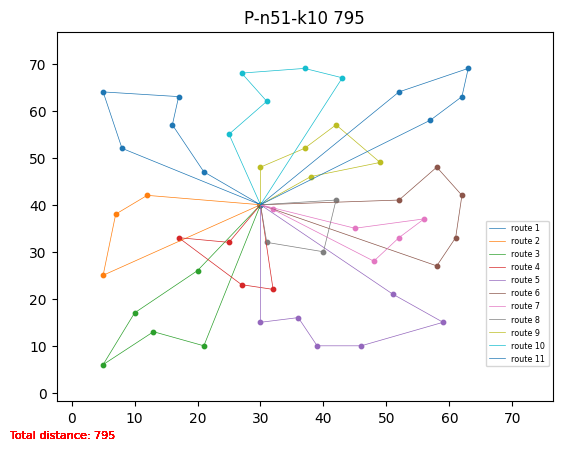 P-n51-k10 795
70
60
50
40
30
20
10
0
0 10 20 30 40 50 60 70
route 1
route 2
route 3
route 4
route 5
route 6
route 7
route 8
route 9
route 10
route 11
Total distance: 795